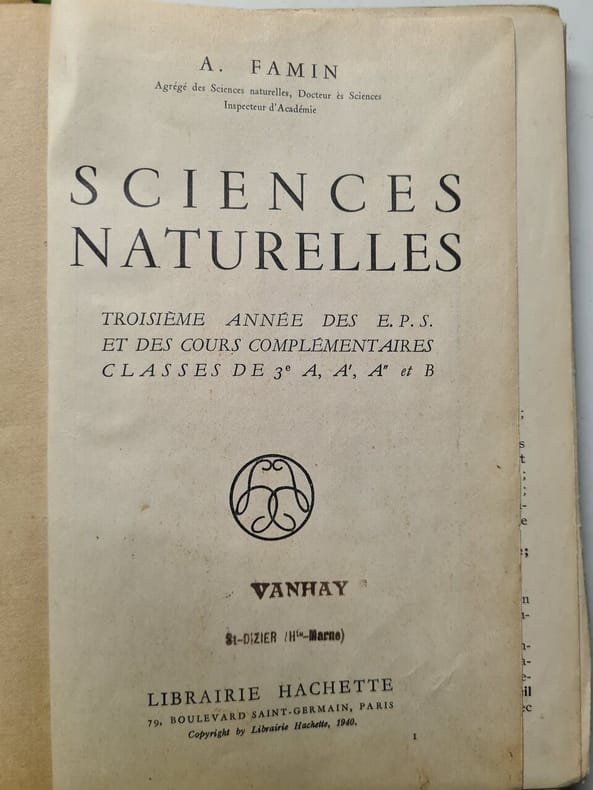 A. FAMIN
Agrégé des Sciences naturelles, Docteur ès Sciences
Inspecteur d'Académie
SCIENCES
NATURELLES
TROISIÈME ANNÉE DES E.P.S.
ET DES COURS COMPLÉMENTAIRES
CLASSES DE 3e A, A', A" et B
VANHAY
St-DIZIER (Hte-Marne)
LIBRAIRIE HACHETTE
79, BOULEVARD SAINT-GERMAIN, PARIS
Copyright by Librairie Hachette, 1940.
1